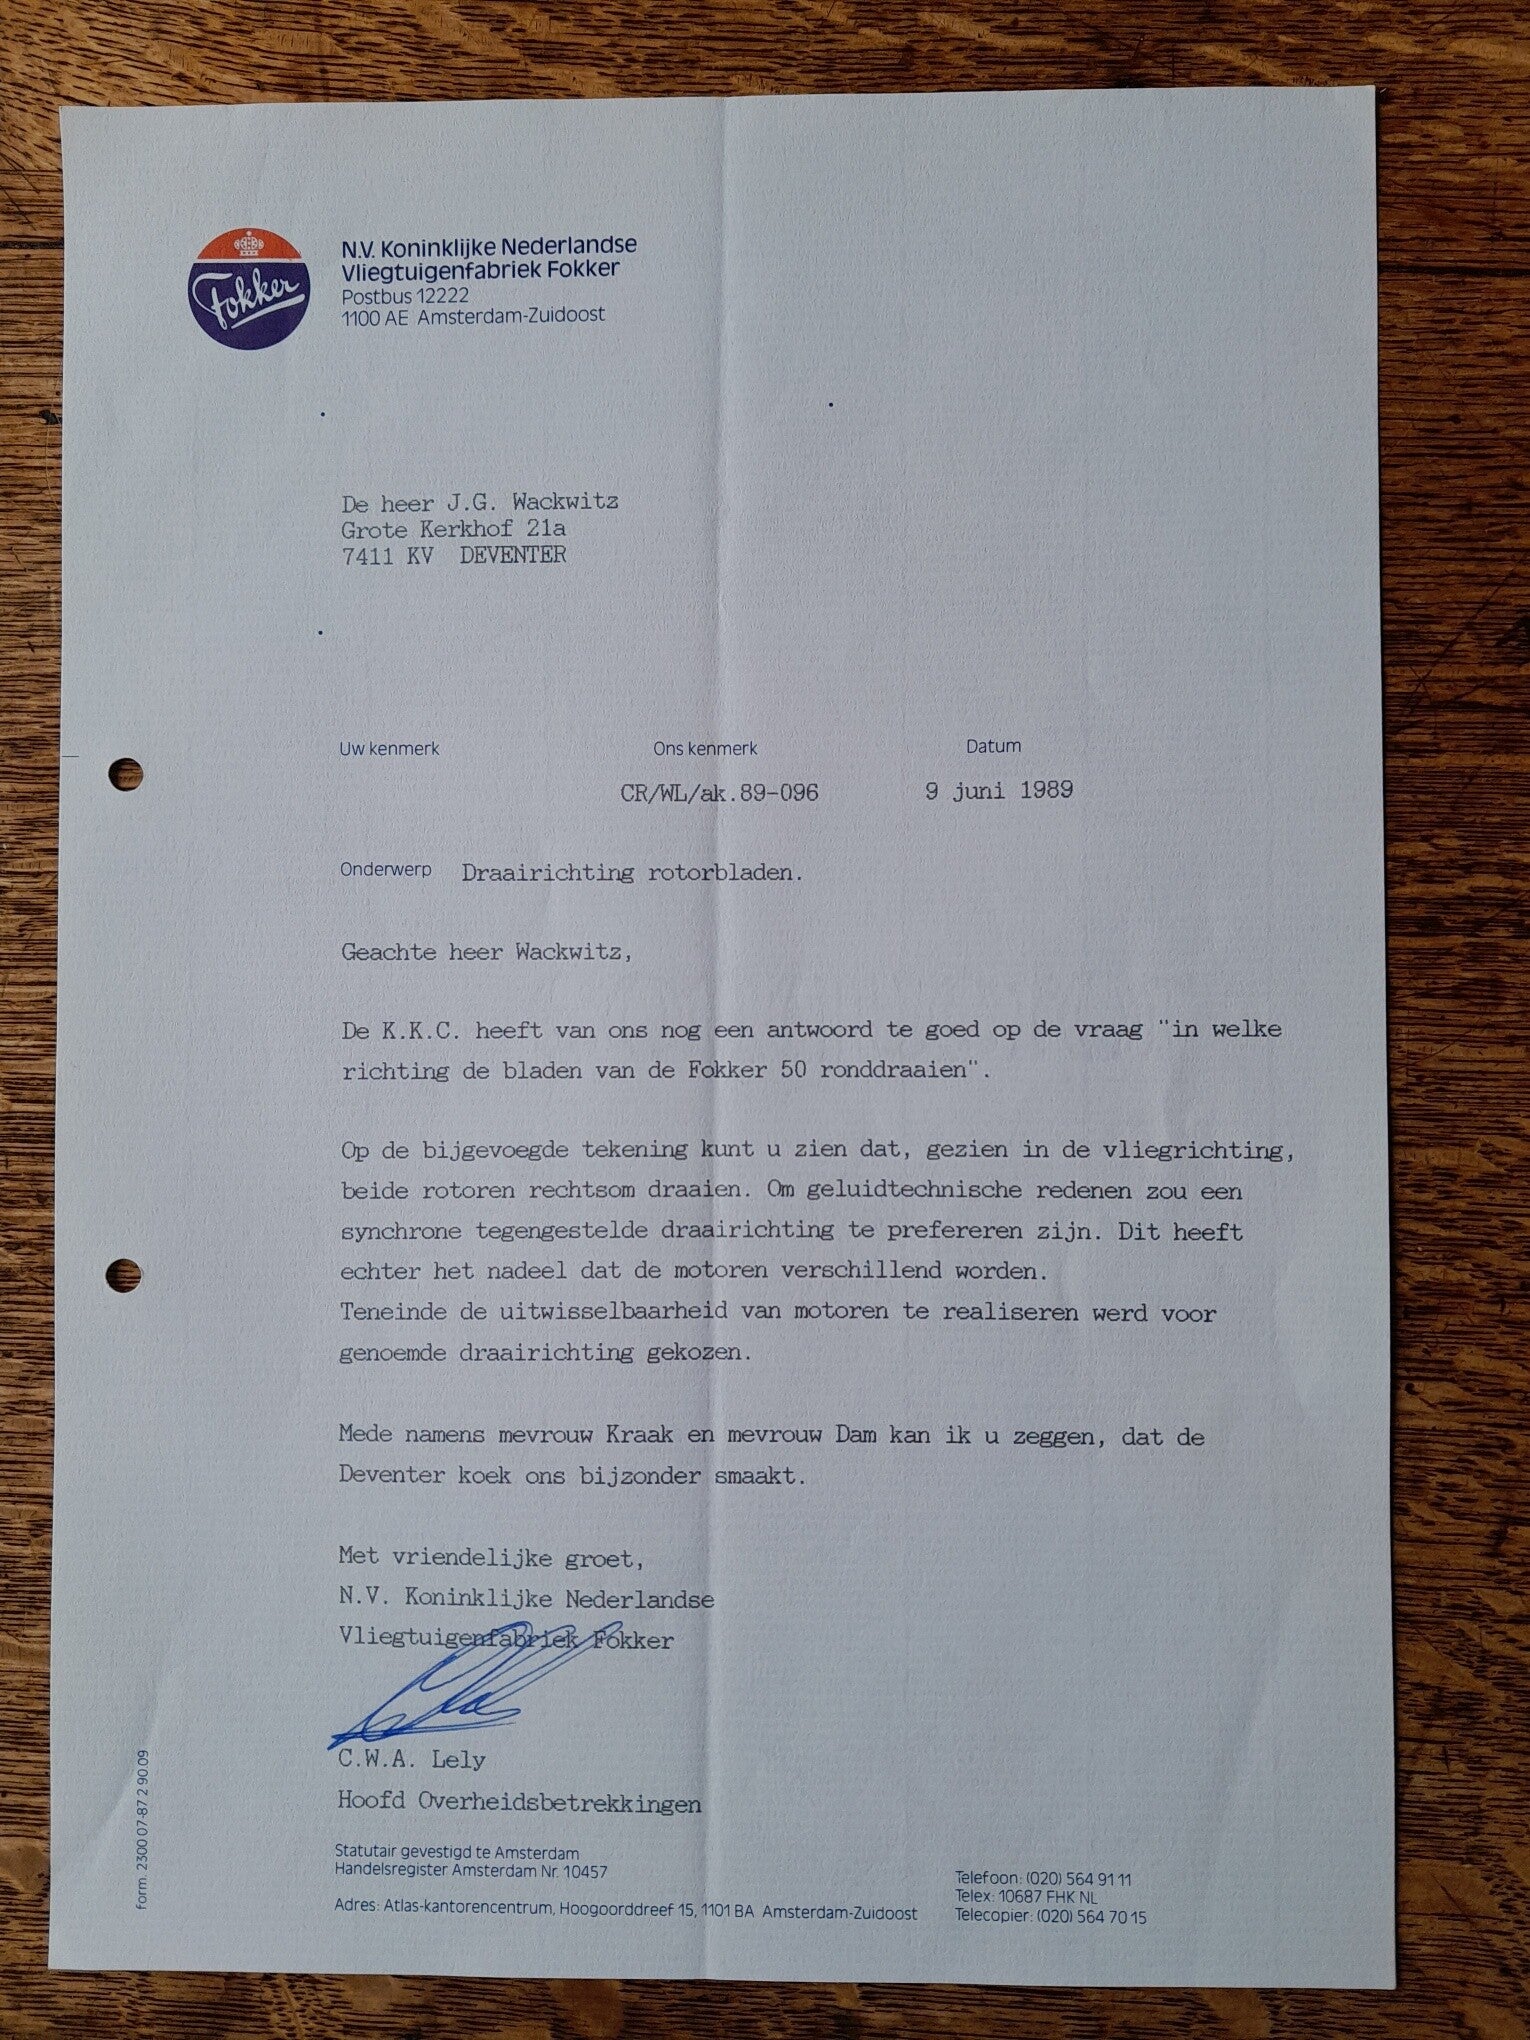 Fokker
N.V. Koninklijke Nederlandse
Vliegtuigenfabriek Fokker
Postbus 12222
1100 AE Amsterdam-Zuidoost
De heer J.G. Wackwitz
Grote Kerkhof 21a
7411 KV DEVENTER
Uw kenmerk Ons kenmerk Datum
CR/WL/ak.89-096 9 juni 1989
Onderwerp Draairichting rotorbladen.
Geachte heer Wackwitz,
De K.K.C. heeft van ons nog een antwoord te goed op de vraag "in welke
richting de bladen van de Fokker 50 ronddraaien".
Op de bijgevoegde tekening kunt u zien dat, gezien in de vliegrichting,
beide rotoren rechtsom draaien. Om geluidtechnische redenen zou een
synchrone tegengestelde draairichting te prefereren zijn. Dit heeft
echter het nadeel dat de motoren verschillend worden.
Teneinde de uitwisselbaarheid van motoren te realiseren werd voor
genoemde draairichting gekozen.
Mede namens mevrouw Kraak en mevrouw Dam kan ik u zeggen, dat de
Deventer koek ons bijzonder smaakt.
Met vriendelijke groet,
N.V. Koninklijke Nederlandse
Vliegtuigenfabriek Fokker
C.W.A. Lely
Hoofd Overheidsbetrekkingen
Statutair gevestigd te Amsterdam
Handelsregister Amsterdam Nr. 10457
Adres: Atlas-kantorencentrum, Hoogoorddreef 15, 1101 BA Amsterdam-Zuidoost
Telefoon: (020) 564 91 11
Telex: 10687 FHK NL
Telecopier: (020) 564 70 15
form. 2300 07-87 2 90.09